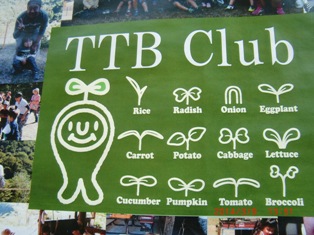 TTB Club
Rice Radish Onion Eggplant
Carrot Potato Cabbage Lettuce
Cucumber Pumpkin Tomato Broccoli